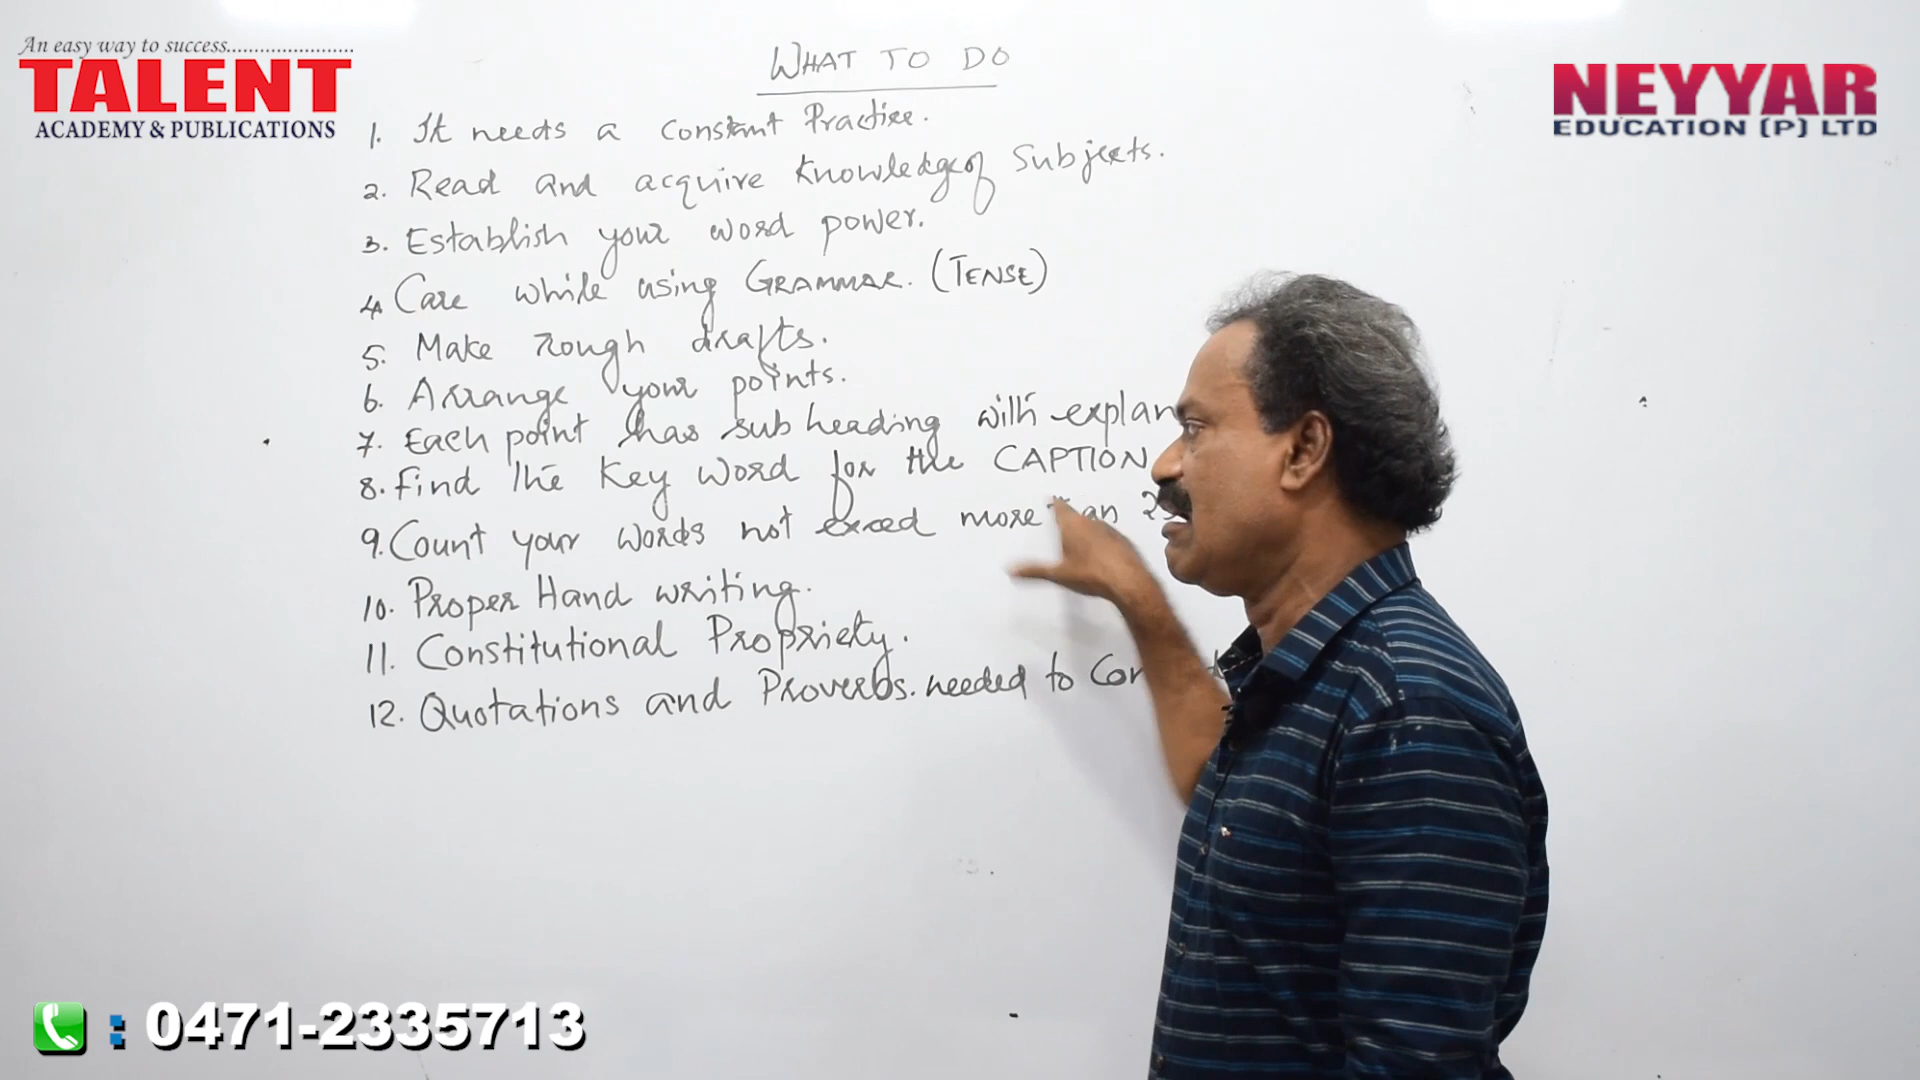 An easy way to success.......................
TALENT
ACADEMY & PUBLICATIONS
NEYYAR
EDUCATION (P) LTD
WHAT TO DO
1. It needs a constant Practise.
2. Read and acquire knowledge of Subjects.
3. Establish your word power.
4. Care while using GRAMMAR. (TENSE)
5. Make rough drafts.
6. Arrange your points.
7. Each point has sub heading with explan
8. Find the key word for the CAPTION
9. Count your words not exceed more than
10. Proper Hand writing.
11. Constitutional Propriety.
12. Quotations and Proverbs. needed to
: 0471-2335713